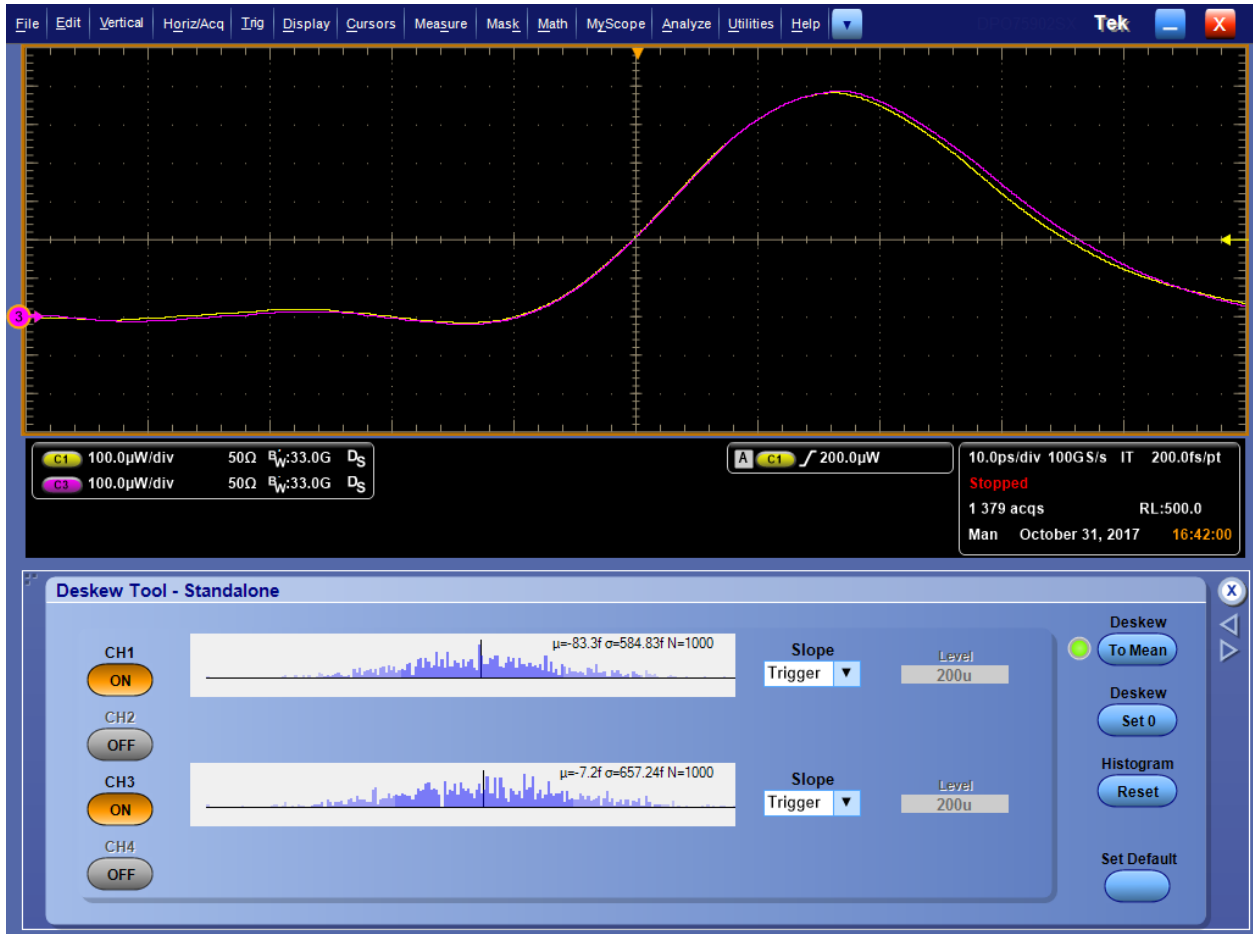 File Edit Vertical Horiz/Acq Trig Display Cursors Measure Mask Math MyScope Analyze Utilities Help Tek X
3
C1 100.0µW/div 50Ω BW:33.0G DS A C1 200.0µW 10.0ps/div 100GS/s IT 200.0fs/pt
C3 100.0µW/div 50Ω BW:33.0G DS Stopped
1 379 acqs RL:500.0
Man October 31, 2017 16:42:00
Deskew Tool - Standalone X
CH1 µ=-83.3f σ=584.83f N=1000 Slope Level Deskew
ON Trigger 200u To Mean
CH2 Deskew
OFF Set 0
CH3 µ=-7.2f σ=657.24f N=1000 Slope Level Histogram
ON Trigger 200u Reset
CH4 Set Default
OFF